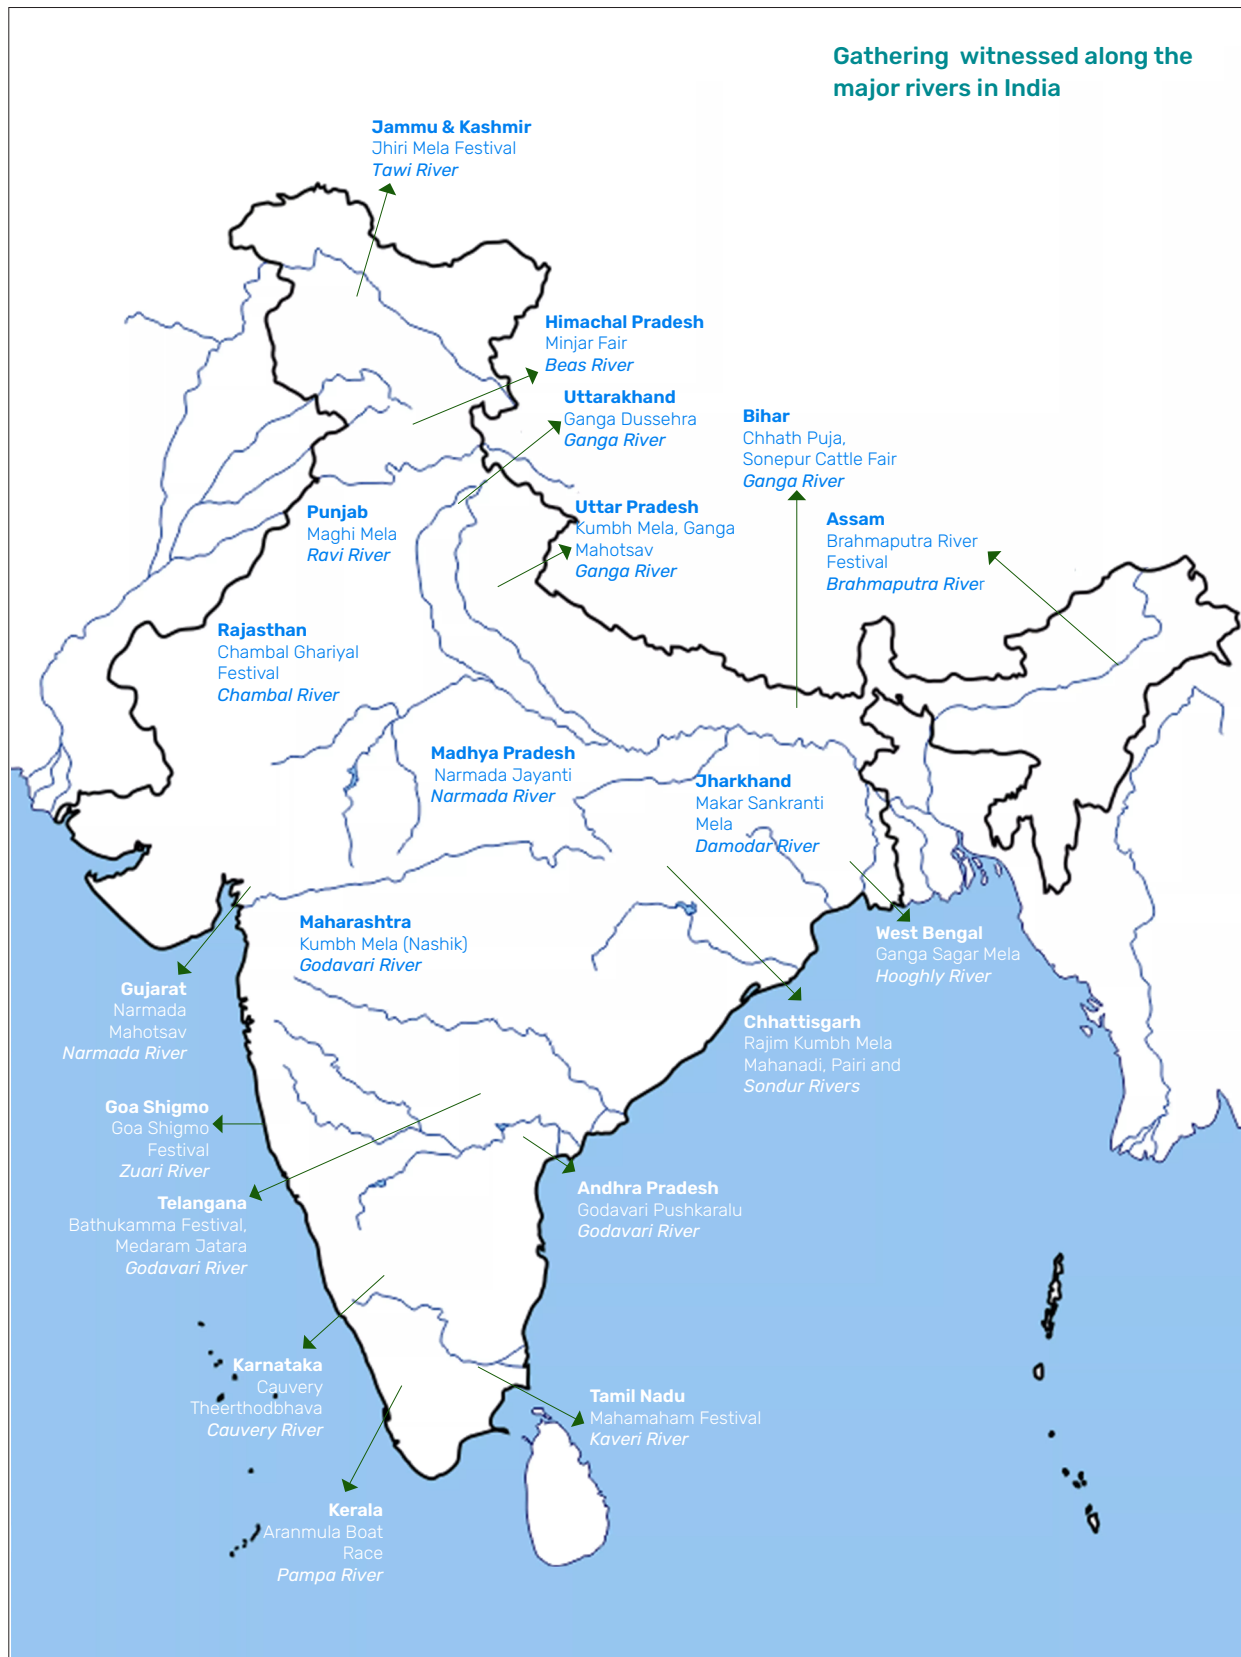 Gathering witnessed along the
major rivers in India
Jammu & Kashmir
Jhiri Mela Festival
Tawi River
Himachal Pradesh
Minjar Fair
Beas River
Uttarakhand
Ganga Dussehra
Ganga River
Bihar
Chhath Puja,
Sonepur Cattle Fair
Ganga River
Punjab
Maghi Mela
Ravi River
Uttar Pradesh
Kumbh Mela, Ganga
Mahotsav
Ganga River
Assam
Brahmaputra River
Festival
Brahmaputra River
Rajasthan
Chambal Ghariyal
Festival
Chambal River
Madhya Pradesh
Narmada Jayanti
Narmada River
Jharkhand
Makar Sankranti
Mela
Damodar River
Maharashtra
Kumbh Mela (Nashik)
Godavari River
West Bengal
Ganga Sagar Mela
Hooghly River
Gujarat
Narmada
Mahotsav
Narmada River
Chhattisgarh
Rajim Kumbh Mela
Mahanadi, Pairi and
Sondur Rivers
Goa Shigmo
Goa Shigmo
Festival
Zuari River
Telangana
Bathukamma Festival,
Medaram Jatara
Godavari River
Andhra Pradesh
Godavari Pushkaralu
Godavari River
Karnataka
Cauvery
Theerthodbhava
Cauvery River
Tamil Nadu
Mahamaham Festival
Kaveri River
Kerala
Aranmula Boat
Race
Pampa River